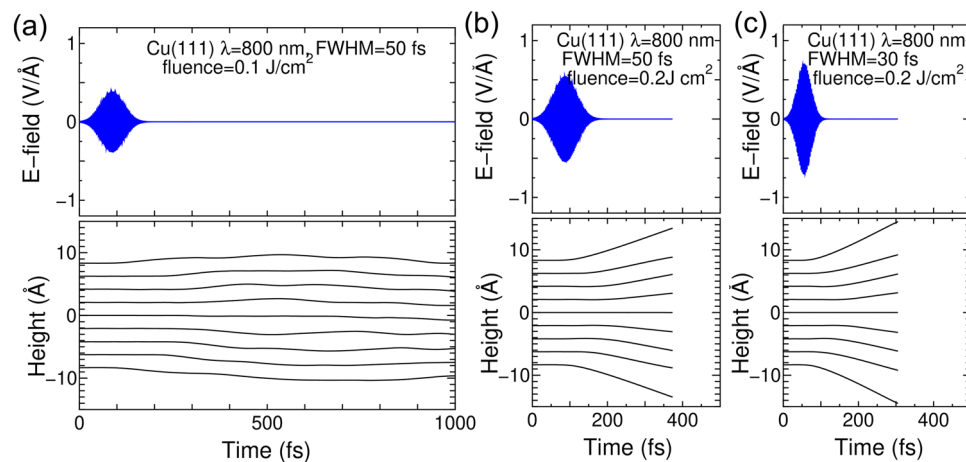 (a)
Cu(111) λ=800 nm, FWHM=50 fs
fluence=0.1 J/cm²
E−field (V/Å)
1
0
−1
Height (Å)
10
0
−10
0
500
1000
Time (fs)
(b)
Cu(111) λ=800 nm
FWHM=50 fs
fluence=0.2J cm²
E−field (V/Å)
1
0
−1
Height (Å)
10
0
−10
0
200
400
Time (fs)
(c)
Cu(111) λ=800 nm
FWHM=30 fs
fluence=0.2 J/cm²
E−field (V/Å)
1
0
−1
Height (Å)
10
0
−10
0
200
400
Time (fs)